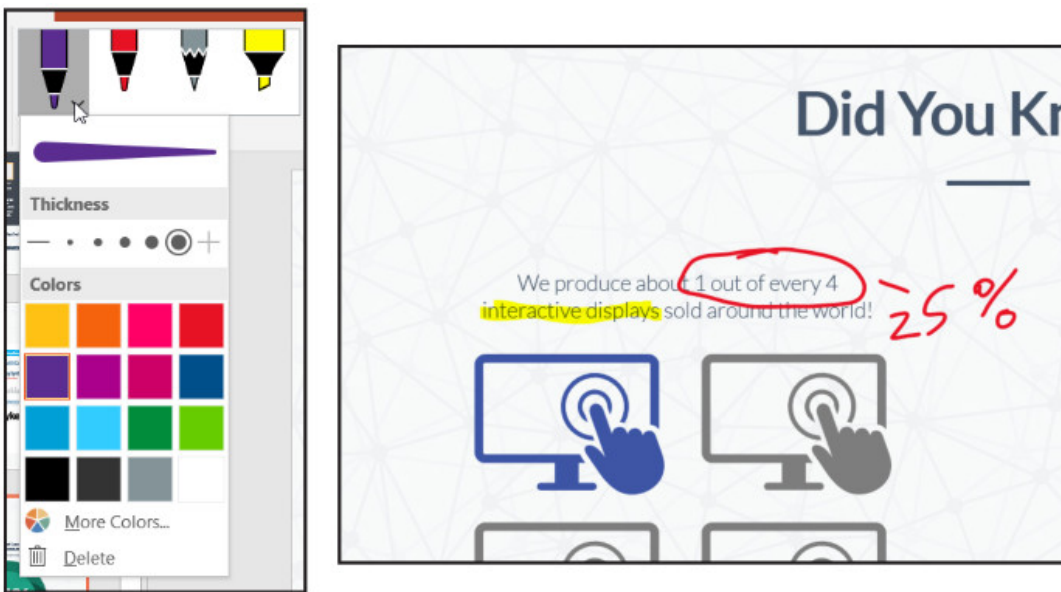 Thickness
Colors
More Colors...
Delete
Did You
We produce about 1 out of every 4
interactive displays sold around the world!
25 %